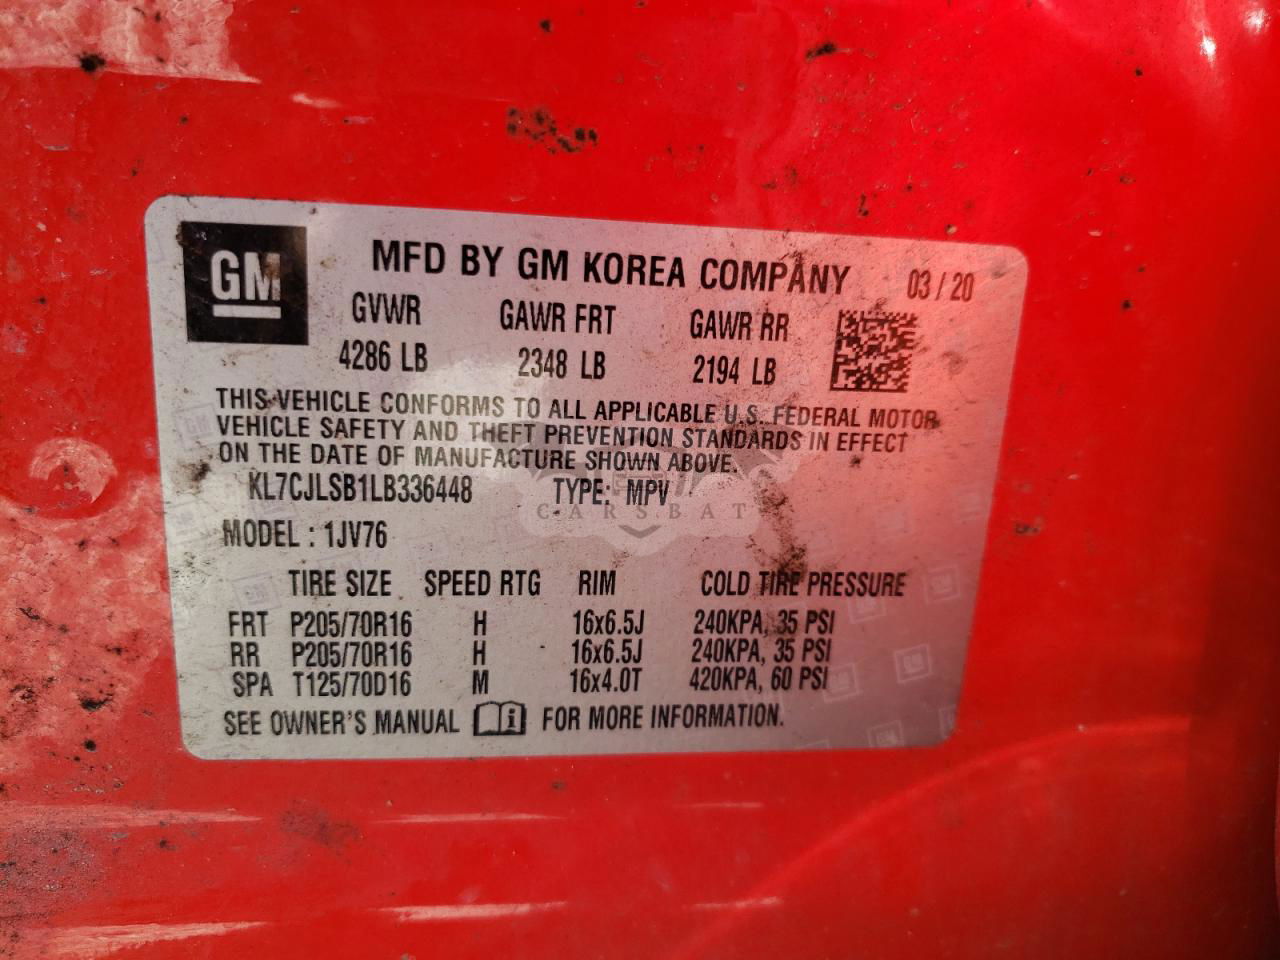 GM
MFD BY GM KOREA COMPANY 03 / 20
GVWR GAWR FRT GAWR RR
4286 LB 2348 LB 2194 LB
THIS VEHICLE CONFORMS TO ALL APPLICABLE U.S. FEDERAL MOTOR
VEHICLE SAFETY AND THEFT PREVENTION STANDARDS IN EFFECT
ON THE DATE OF MANUFACTURE SHOWN ABOVE.
KL7CJLSB1LB336448 TYPE: MPV
CARSBAT
MODEL : 1JV76
TIRE SIZE SPEED RTG RIM COLD TIRE PRESSURE
FRT P205/70R16 H 16x6.5J 240KPA, 35 PSI
RR P205/70R16 H 16x6.5J 240KPA, 35 PSI
SPA T125/70D16 M 16x4.0T 420KPA, 60 PSI
SEE OWNER'S MANUAL i FOR MORE INFORMATION.